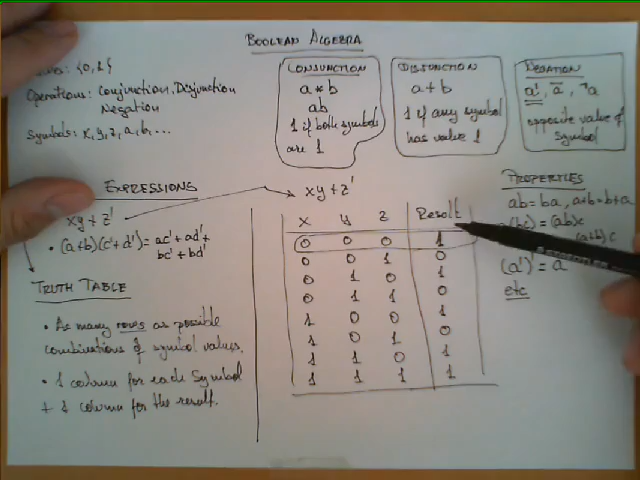 BOOLEAN ALGEBRA
: {0,1}
Operations: Conjunction, Disjunction
Negation
Symbols: x, y, z, a, b, ...
CONJUNCTION
a * b
ab
1 if both symbols
are 1
DISJUNCTION
a + b
1 if any symbol
has value 1
NEGATION
a', a̅, ¬a
opposite value of
symbol
EXPRESSIONS
xy + z'
• (a+b)(c'+d') = ac' + ad' +
bc' + bd'
TRUTH TABLE
• As many rows as possible
combinations of symbol values.
• 1 column for each symbol
+ 1 column for the result.
xy + z'
x y z Result
0 0 0 1
0 0 1 0
0 1 0 1
0 1 1 0
1 0 0 1
1 0 1 0
1 1 0 1
1 1 1 1
PROPERTIES
ab = ba, a+b = b+a
(bc) = (ab)c
(a+b)c
(a')' = a
etc